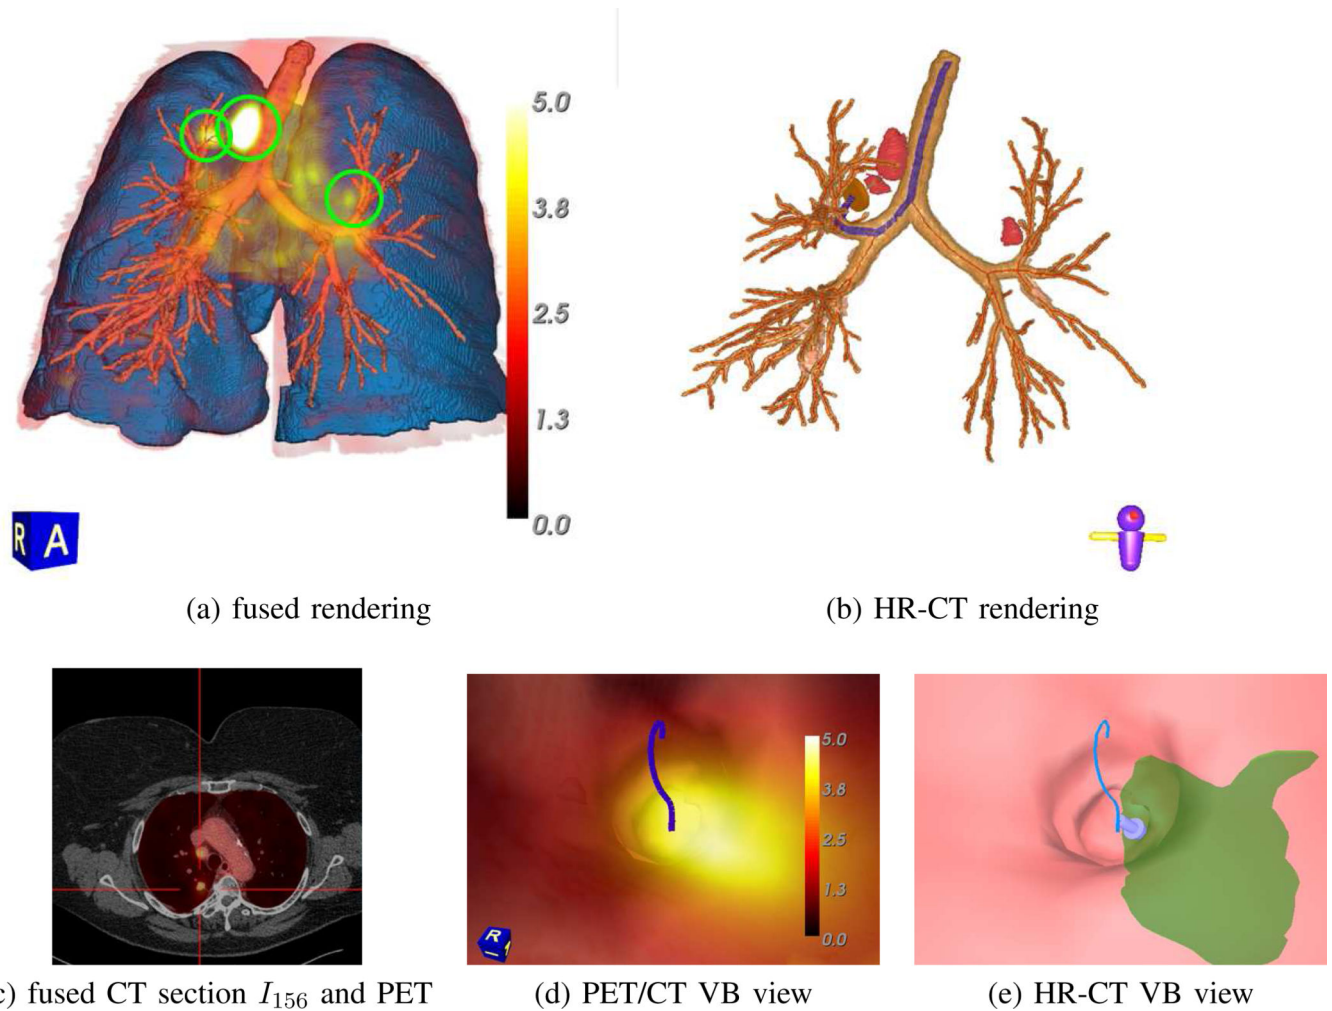 5.0
3.8
2.5
1.3
0.0
R A
(a) fused rendering
(b) HR-CT rendering
5.0
3.8
2.5
1.3
0.0
R
c) fused CT section I156 and PET
(d) PET/CT VB view
(e) HR-CT VB view